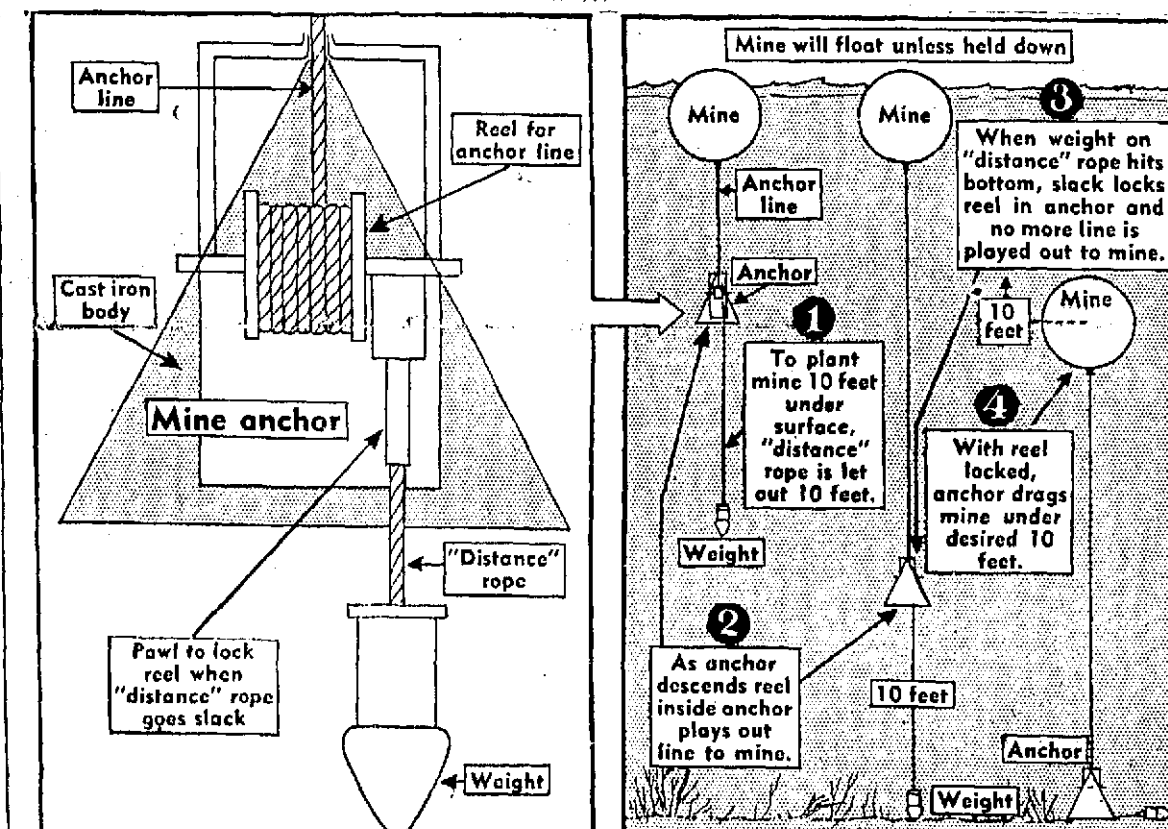 Anchor
line
Reel for
anchor line
Cast iron
body
Mine anchor
"Distance"
rope
Pawl to lock
reel when
"distance" rope
goes slack
Weight
Mine will float unless held down
Mine
Anchor
line
Anchor
1
To plant
mine 10 feet
under
surface,
"distance"
rope is let
out 10 feet.
Weight
2
As anchor
descends reel
inside anchor
plays out
line to mine.
Mine
10 feet
Weight
3
When weight on
"distance" rope hits
bottom, slack locks
reel in anchor and
no more line is
played out to mine.
10
feet
Mine
4
With reel
locked,
anchor drags
mine under
desired 10
feet.
Anchor